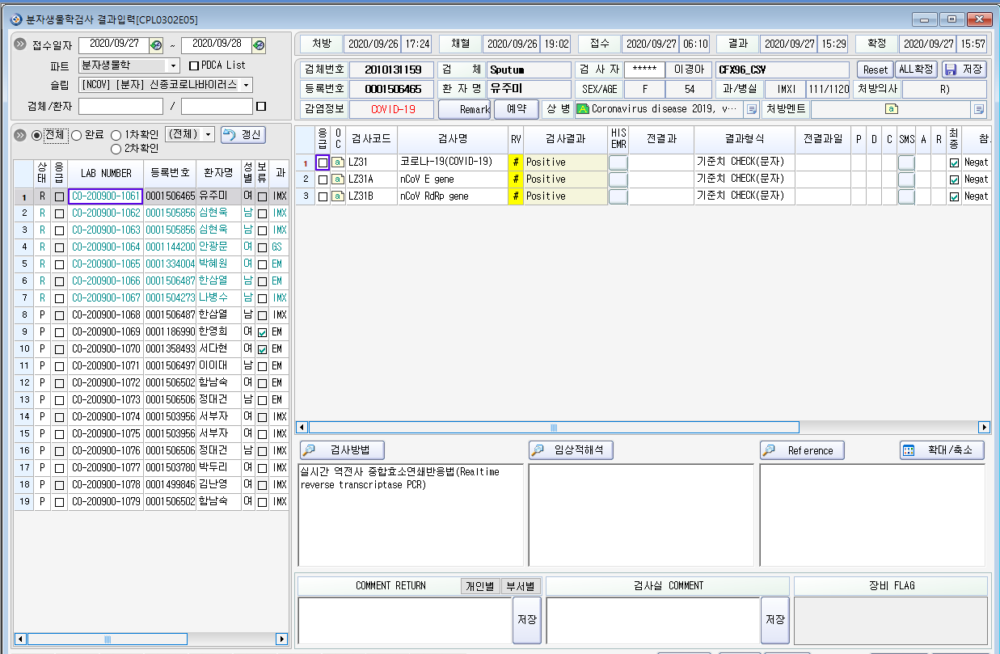 분자생물학검사 결과입력[CPL0302E05]
접수일자 2020/09/27 ~ 2020/09/28
파트 분자생물학 PDCA List
슬립 [NCOV] [분자] 신종코로나바이러스
검체/환자 /
처방 2020/09/26 17:24 채혈 2020/09/26 19:02 접수 2020/09/27 06:10 결과 2020/09/27 15:29 확정 2020/09/27 15:57
검체번호 2010131159 검 체 Sputum 검 사 자 ***** 이경아 CFX96_CSV Reset ALL확정 저장
등록번호 0001506465 환 자 명 유주미 SEX/AGE F 54 과/병실 IMXI 111/1120 처방의사 R)
감염정보 COVID-19 Remark 예약 상 병 A Coronavirus disease 2019, v… 처방멘트 a
전체 완료 1차확인 2차확인 (전체) 갱신
상태 응급 LAB NUMBER 등록번호 환자명 성별 보류 과
1 R CO-200900-1061 0001506465 유주미 여 IMX
2 R CO-200900-1062 0001505856 심현욱 남 IMX
3 R CO-200900-1063 0001505856 심현욱 남 IMX
4 R CO-200900-1064 0001144200 안광문 여 GS
5 R CO-200900-1065 0001334004 박혜원 여 EM
6 R CO-200900-1066 0001506487 한삼열 남 EM
7 R CO-200900-1067 0001504273 나병수 남 IMX
8 P CO-200900-1068 0001506487 한삼열 남 IMX
9 P CO-200900-1069 0001186990 한영희 여 EM
10 P CO-200900-1070 0001358493 서다현 여 EM
11 P CO-200900-1071 0001506497 이이대 남 EM
12 P CO-200900-1072 0001506502 함남숙 여 EM
13 P CO-200900-1073 0001506506 정대건 남 EM
14 P CO-200900-1074 0001503956 서부자 여 IMX
15 P CO-200900-1075 0001503956 서부자 여 IMX
16 P CO-200900-1076 0001506506 정대건 남 IMX
17 P CO-200900-1077 0001503780 박두리 여 IMX
18 P CO-200900-1078 0001499846 김난영 여 IMX
19 P CO-200900-1079 0001506502 함남숙 여 IMX
응급 OC 검사코드 검사명 RV 검사결과 HIS EMR 전결과 결과형식 전결과일 P D C SMS A R 최종 참.
1 a LZ31 코로나-19(COVID-19) # Positive 기준치 CHECK(문자) Negat
2 a LZ31A nCoV E gene # Positive 기준치 CHECK(문자) Negat
3 a LZ31B nCoV RdRp gene # Positive 기준치 CHECK(문자) Negat
검사방법 임상적해석 Reference 확대/축소
실시간 역전사 중합효소연쇄반응법(Realtime
reverse transcriptase PCR)
COMMENT RETURN 개인별 부서별 검사실 COMMENT 장비 FLAG
저장 저장